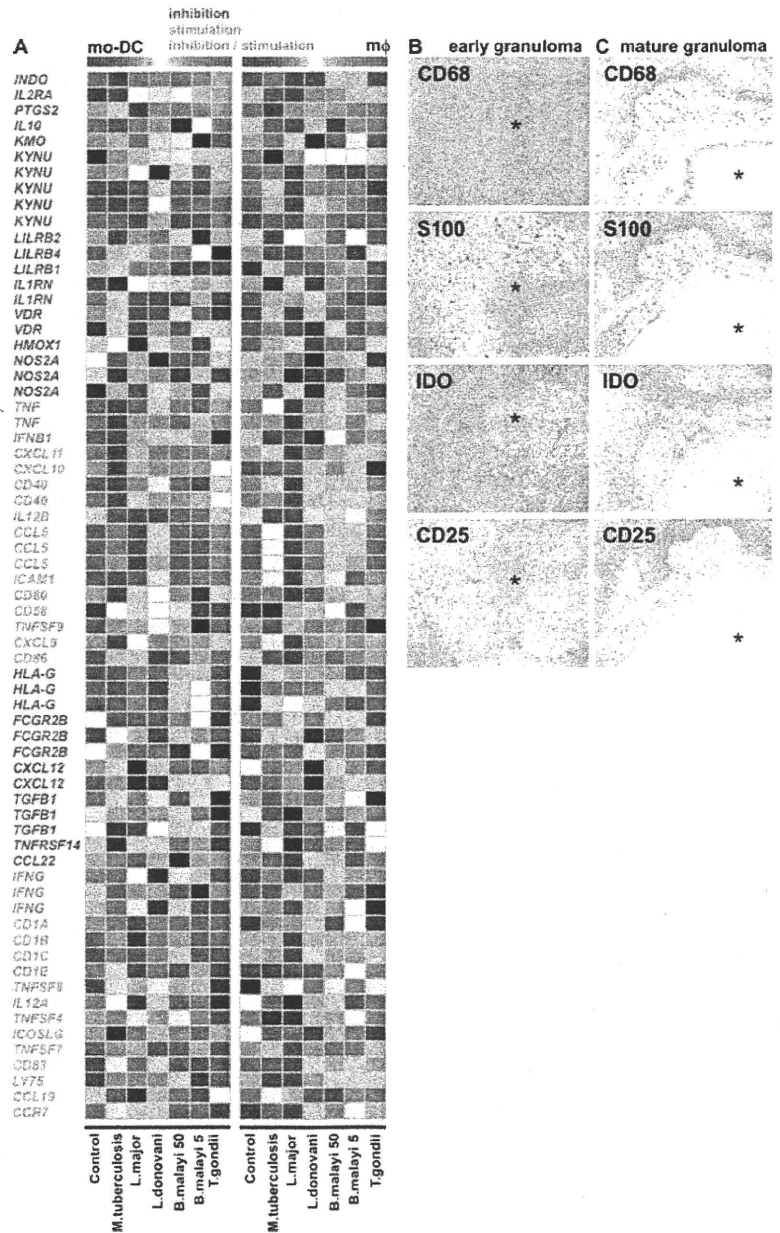 inhibition
stimulation
inhibition / stimulation
A mo-DC mϕ
INDO
IL2RA
PTGS2
IL10
KMO
KYNU
KYNU
KYNU
KYNU
KYNU
LILRB2
LILRB4
LILRB1
IL1RN
IL1RN
VDR
VDR
HMOX1
NOS2A
NOS2A
NOS2A
TNF
TNF
IFNB1
CXCL11
CXCL10
CD40
CD40
IL12B
CCL5
CCL5
CCL5
ICAM1
CD80
CD58
TNFSF9
CD86
HLA-G
HLA-G
HLA-G
FCGR2B
FCGR2B
FCGR2B
CXCL12
CXCL12
TGFB1
TGFB1
TGFB1
TNFRSF14
CCL22
IFNG
IFNG
IFNG
CD1A
CD1B
CD1C
CD1E
TNFSF8
IL12A
TNFSF4
ICOSLG
TNFSF7
CD83
LY75
CCL19
CCR7
Control
M.tuberculosis
L.major
L.donovani
B.malayi 50
B.malayi 5
T.gondii
Control
M.tuberculosis
L.major
L.donovani
B.malayi 50
B.malayi 5
T.gondii
B early granuloma
CD68
*
S100
*
IDO
*
CD25
*
C mature granuloma
CD68
*
S100
*
IDO
*
CD25
*